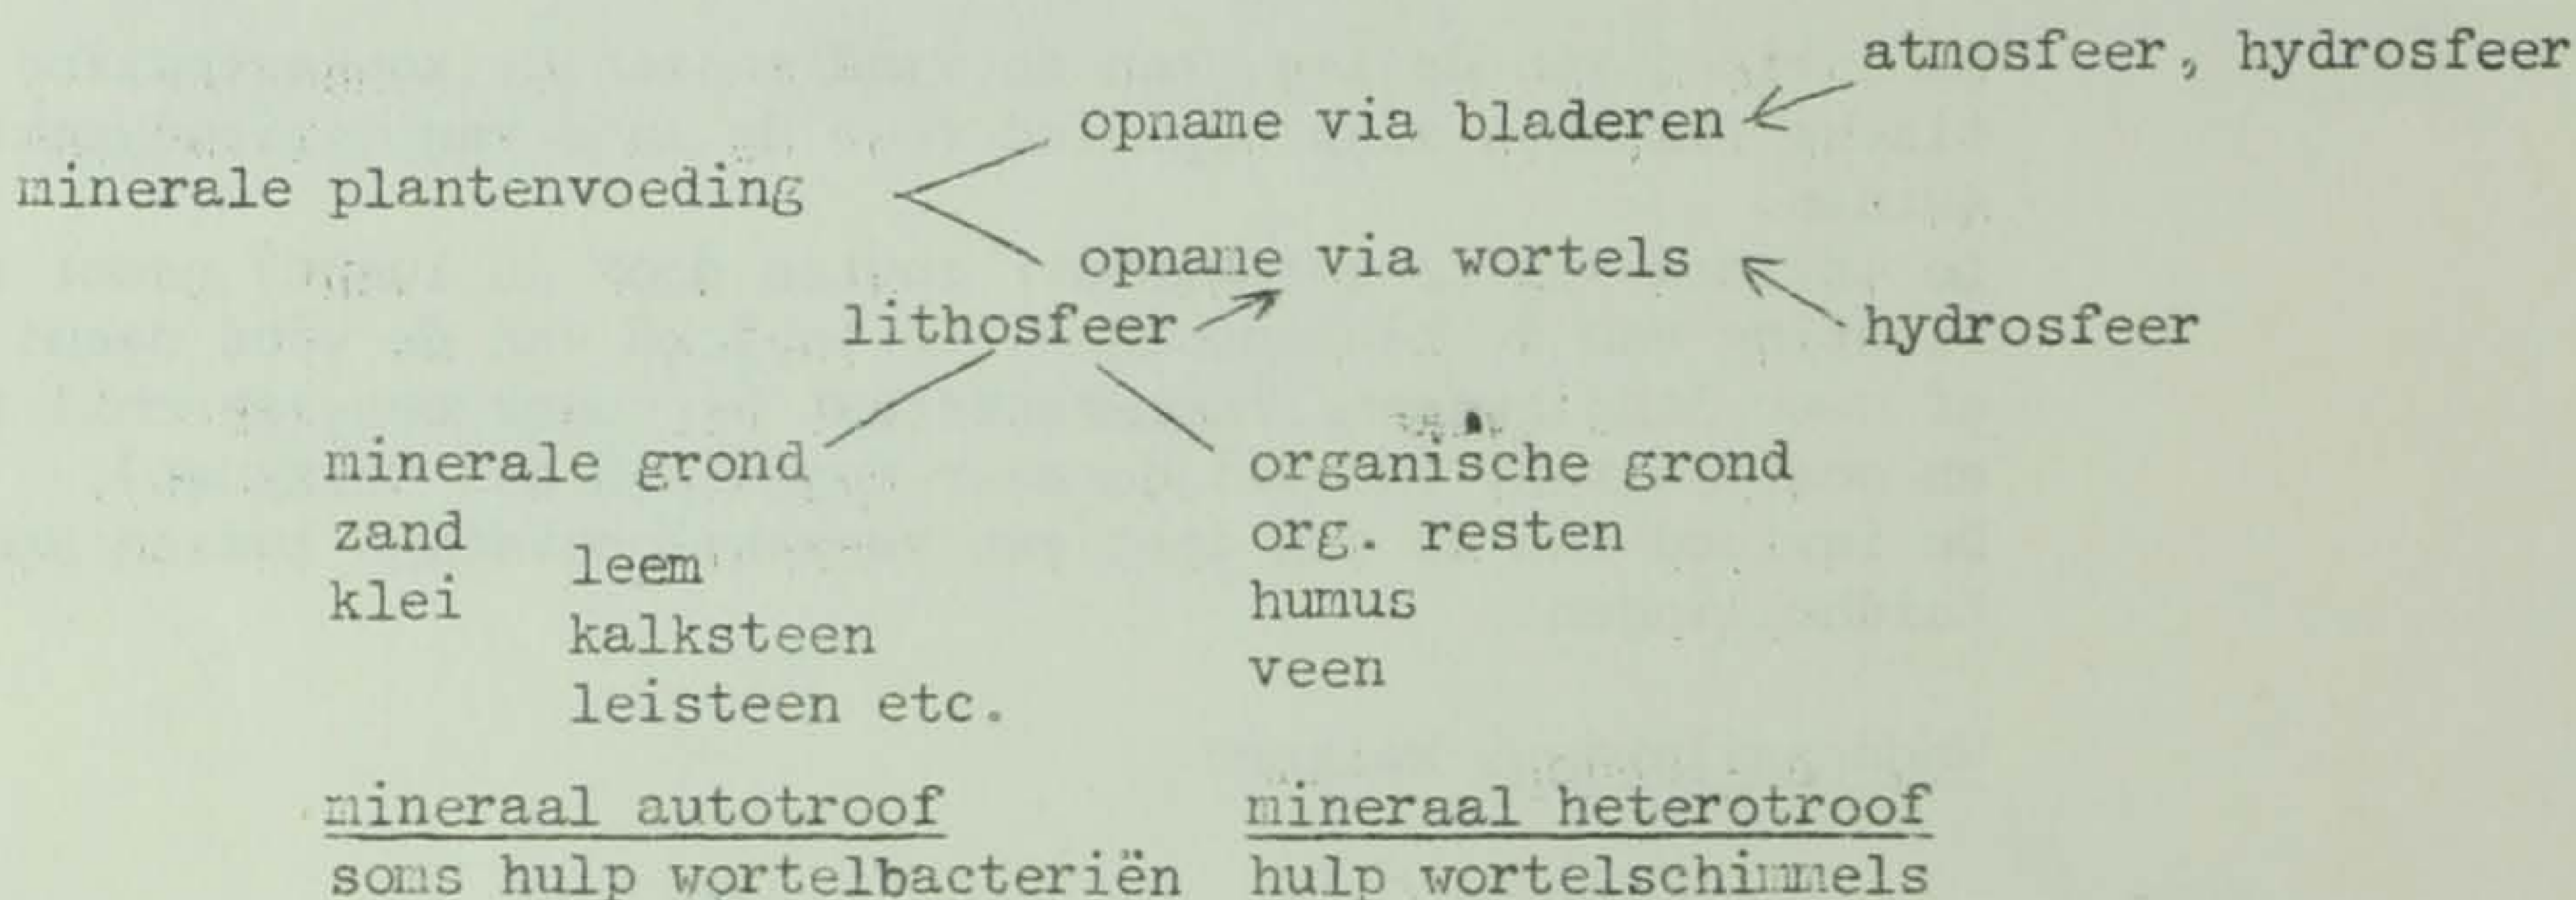 atmosfeer, hydrosfeer
opname via bladeren
minerale plantenvoeding
opname via wortels
lithosfeer
hydrosfeer
minerale grond
zand
klei
leem
kalksteen
leisteen etc.
organische grond
org. resten
humus
veen
mineraal autotroof
soms hulp wortelbacteriën
mineraal heterotroof
hulp wortelschimmels